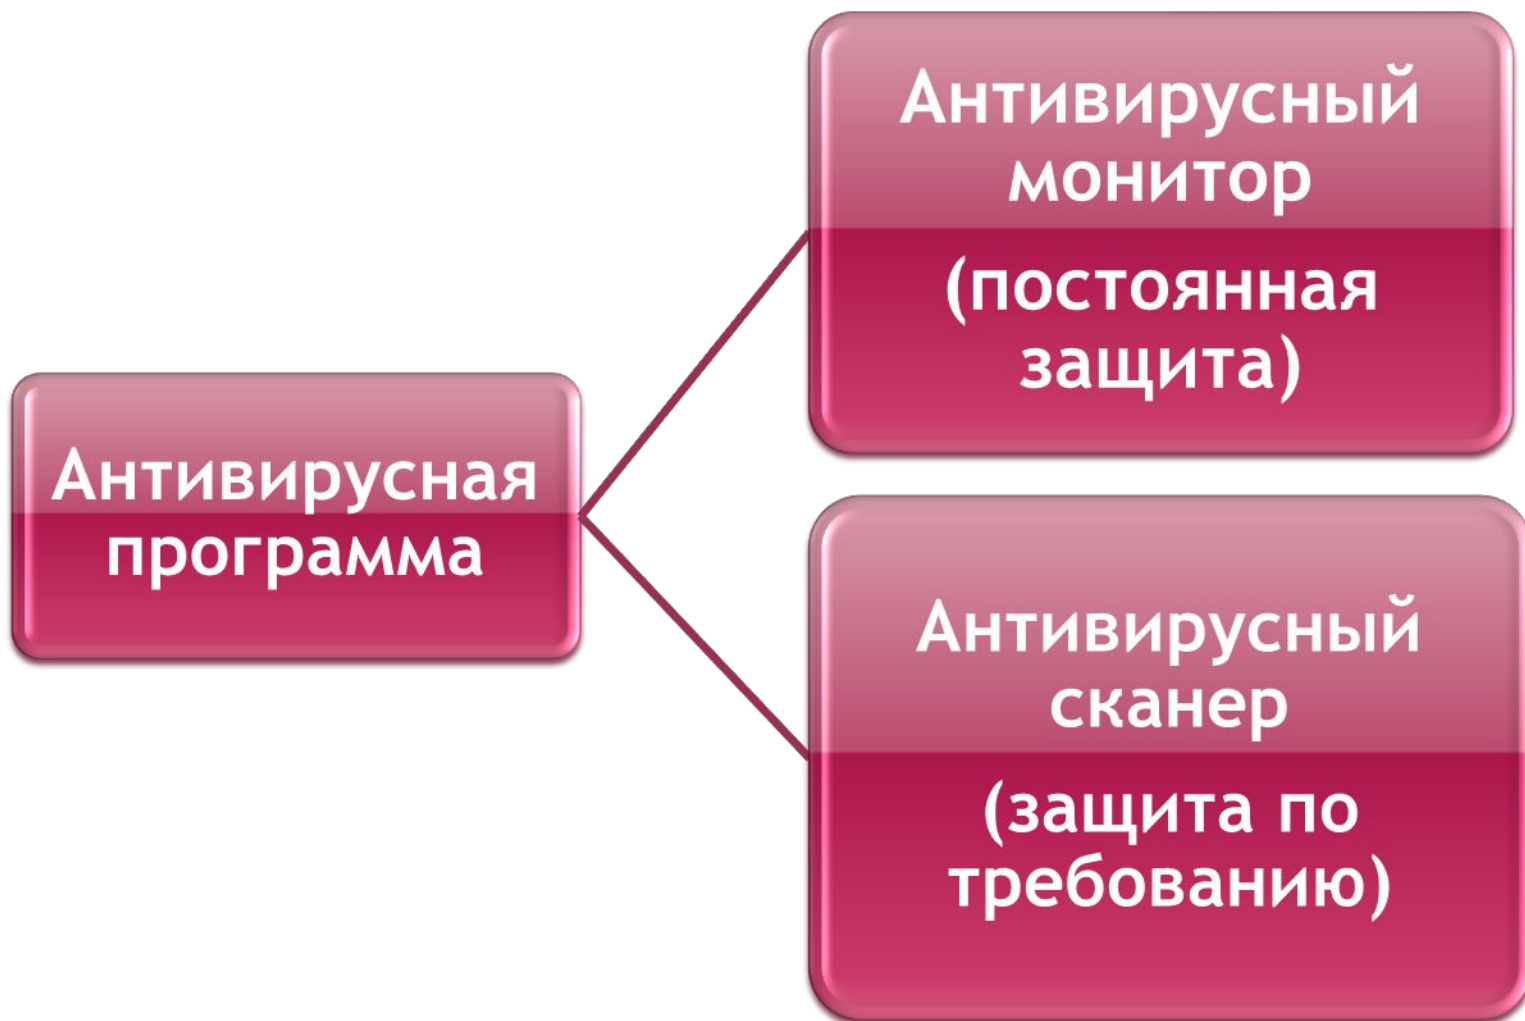 Антивирусная
программа
Антивирусный
монитор
(постоянная
защита)
Антивирусный
сканер
(защита по
требованию)